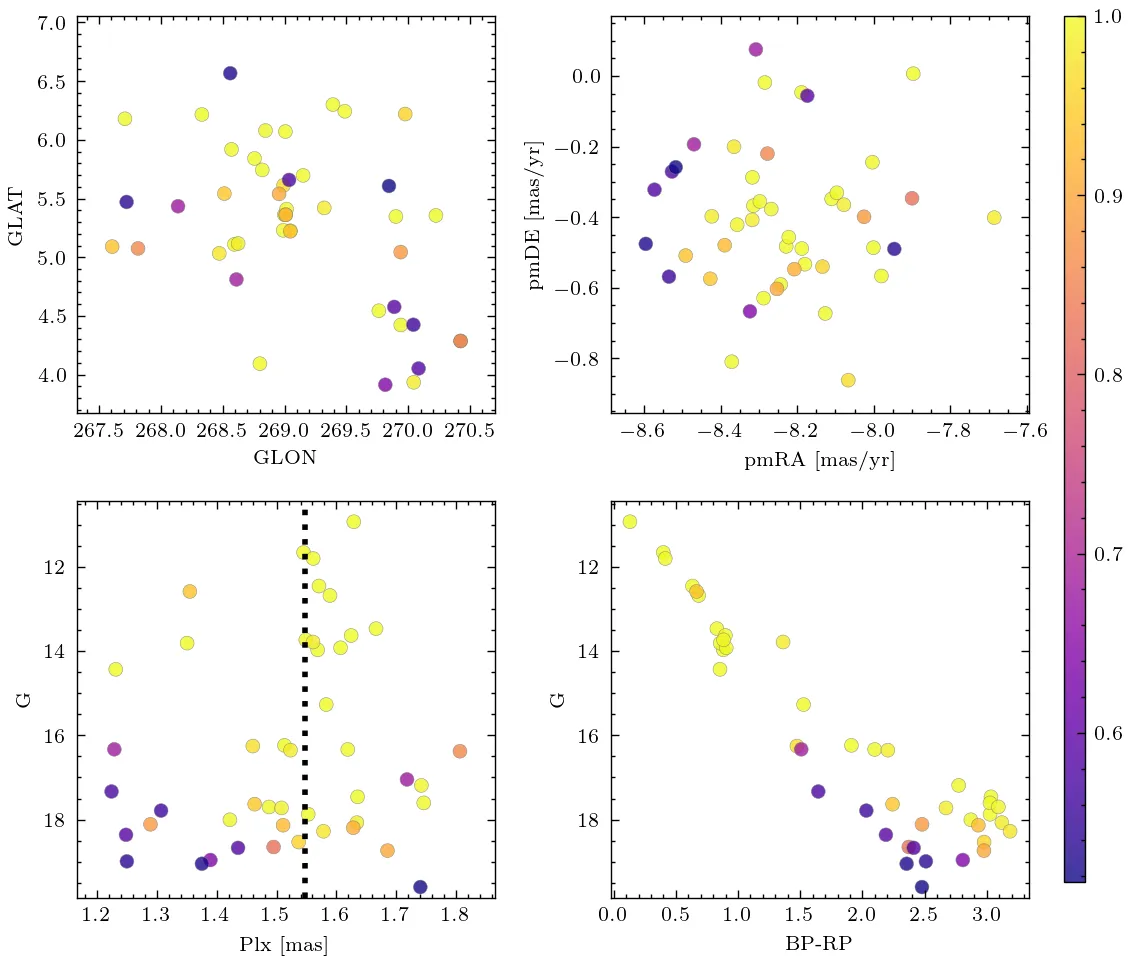 7.0
6.5
6.0
5.5
5.0
4.5
4.0
GLAT
267.5 268.0 268.5 269.0 269.5 270.0 270.5
GLON
0.0
−0.2
−0.4
−0.6
−0.8
pmDE [mas/yr]
−8.6 −8.4 −8.2 −8.0 −7.8 −7.6
pmRA [mas/yr]
1.0
0.9
0.8
0.7
0.6
12
14
16
18
G
1.2 1.3 1.4 1.5 1.6 1.7 1.8
Plx [mas]
12
14
16
18
G
0.0 0.5 1.0 1.5 2.0 2.5 3.0
BP-RP